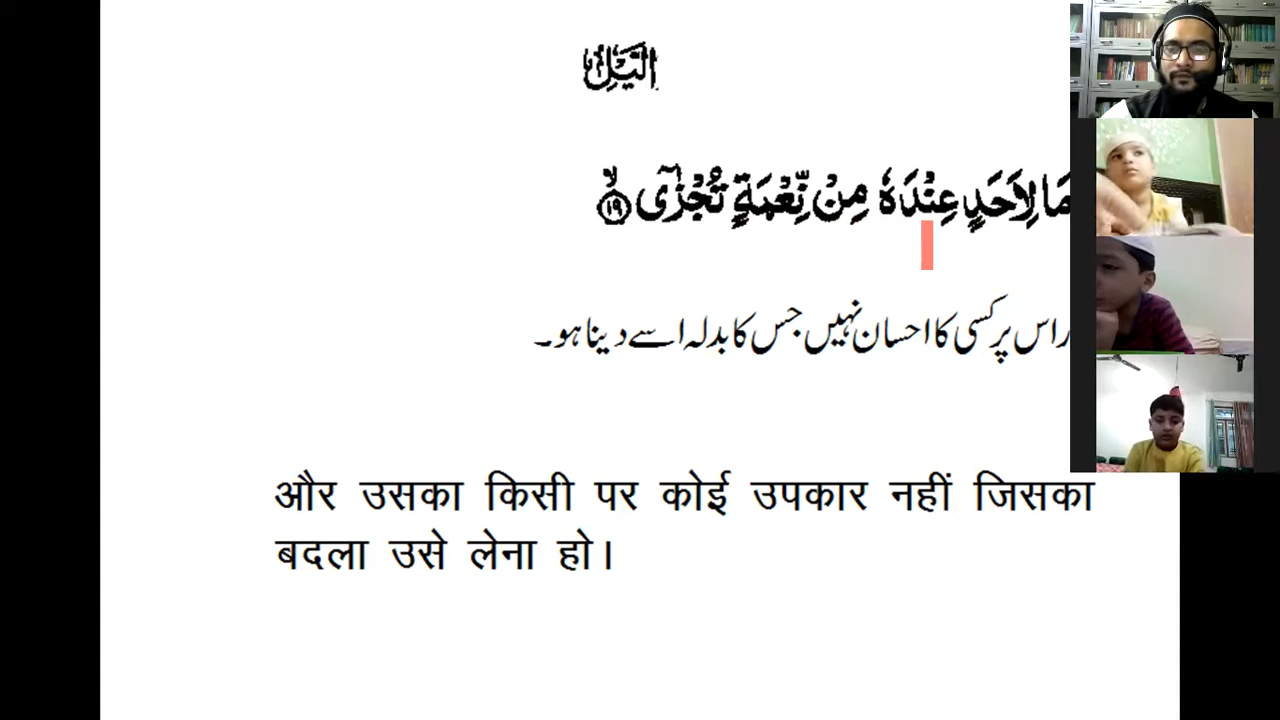 الَّيْل
مَا لِاَحَدٍ عِنْدَهٗ مِنْ نِّعْمَةٍ تُجْزٰٓى ۙ﴿۱۹﴾
اس پر کسی کا احسان نہیں جس کا بدلہ اسے دینا ہو۔
और उसका किसी पर कोई उपकार नहीं जिसका
बदला उसे लेना हो।